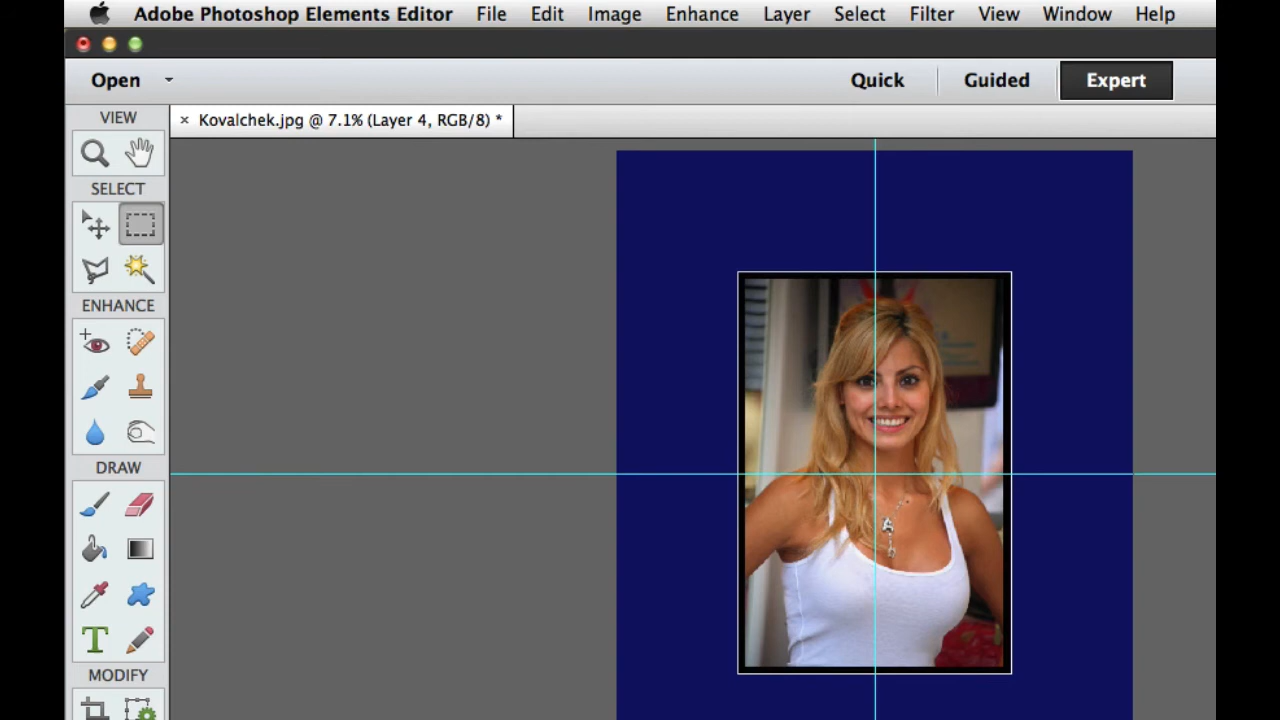 Adobe Photoshop Elements Editor File Edit Image Enhance Layer Select Filter View Window Help
Open Quick Guided Expert
VIEW
× Kovalchek.jpg @ 7.1% (Layer 4, RGB/8) *
SELECT
ENHANCE
DRAW
T
MODIFY